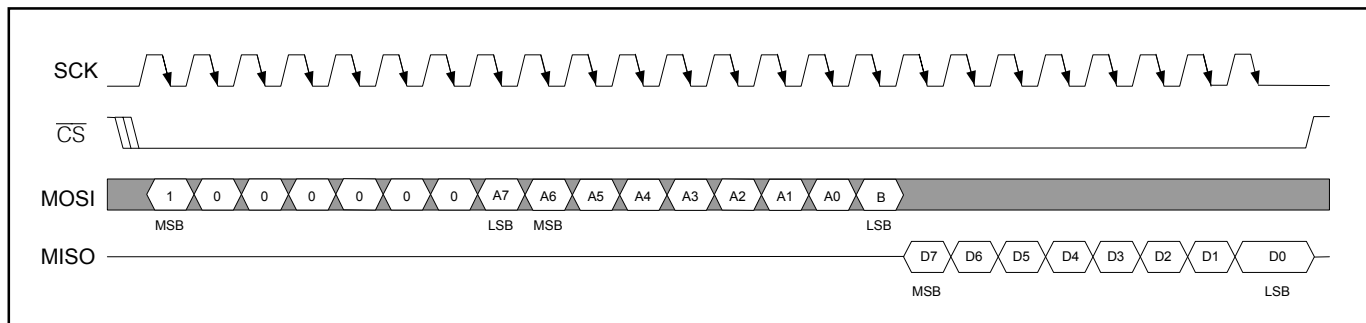 SCK
CS
MOSI 1 0 0 0 0 0 0 A7 A6 A5 A4 A3 A2 A1 A0 B
MSB LSB MSB LSB
MISO D7 D6 D5 D4 D3 D2 D1 D0
MSB LSB